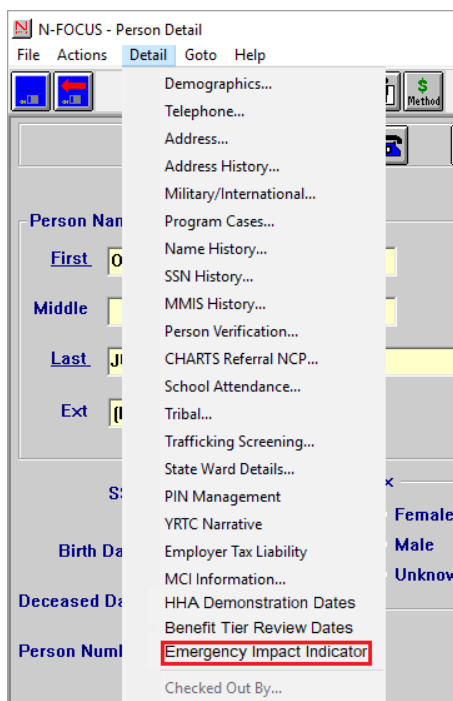 N-FOCUS - Person Detail
File Actions Detail Goto Help
Demographics...
Telephone...
$
Method
Address...
Address History...
Military/International...
Person Nam
Program Cases...
Name History...
First
SSN History...
Middle
MMIS History...
Person Verification...
Last
CHARTS Referral NCP...
School Attendance...
Ext
Tribal...
Trafficking Screening...
State Ward Details...
PIN Management
Female
YRTC Narrative
Birth Da
Employer Tax Liability
Male
MCI Information...
Unknow
Deceased Da
HHA Demonstration Dates
Benefit Tier Review Dates
Person Numl
Emergency Impact Indicator
Checked Out By...